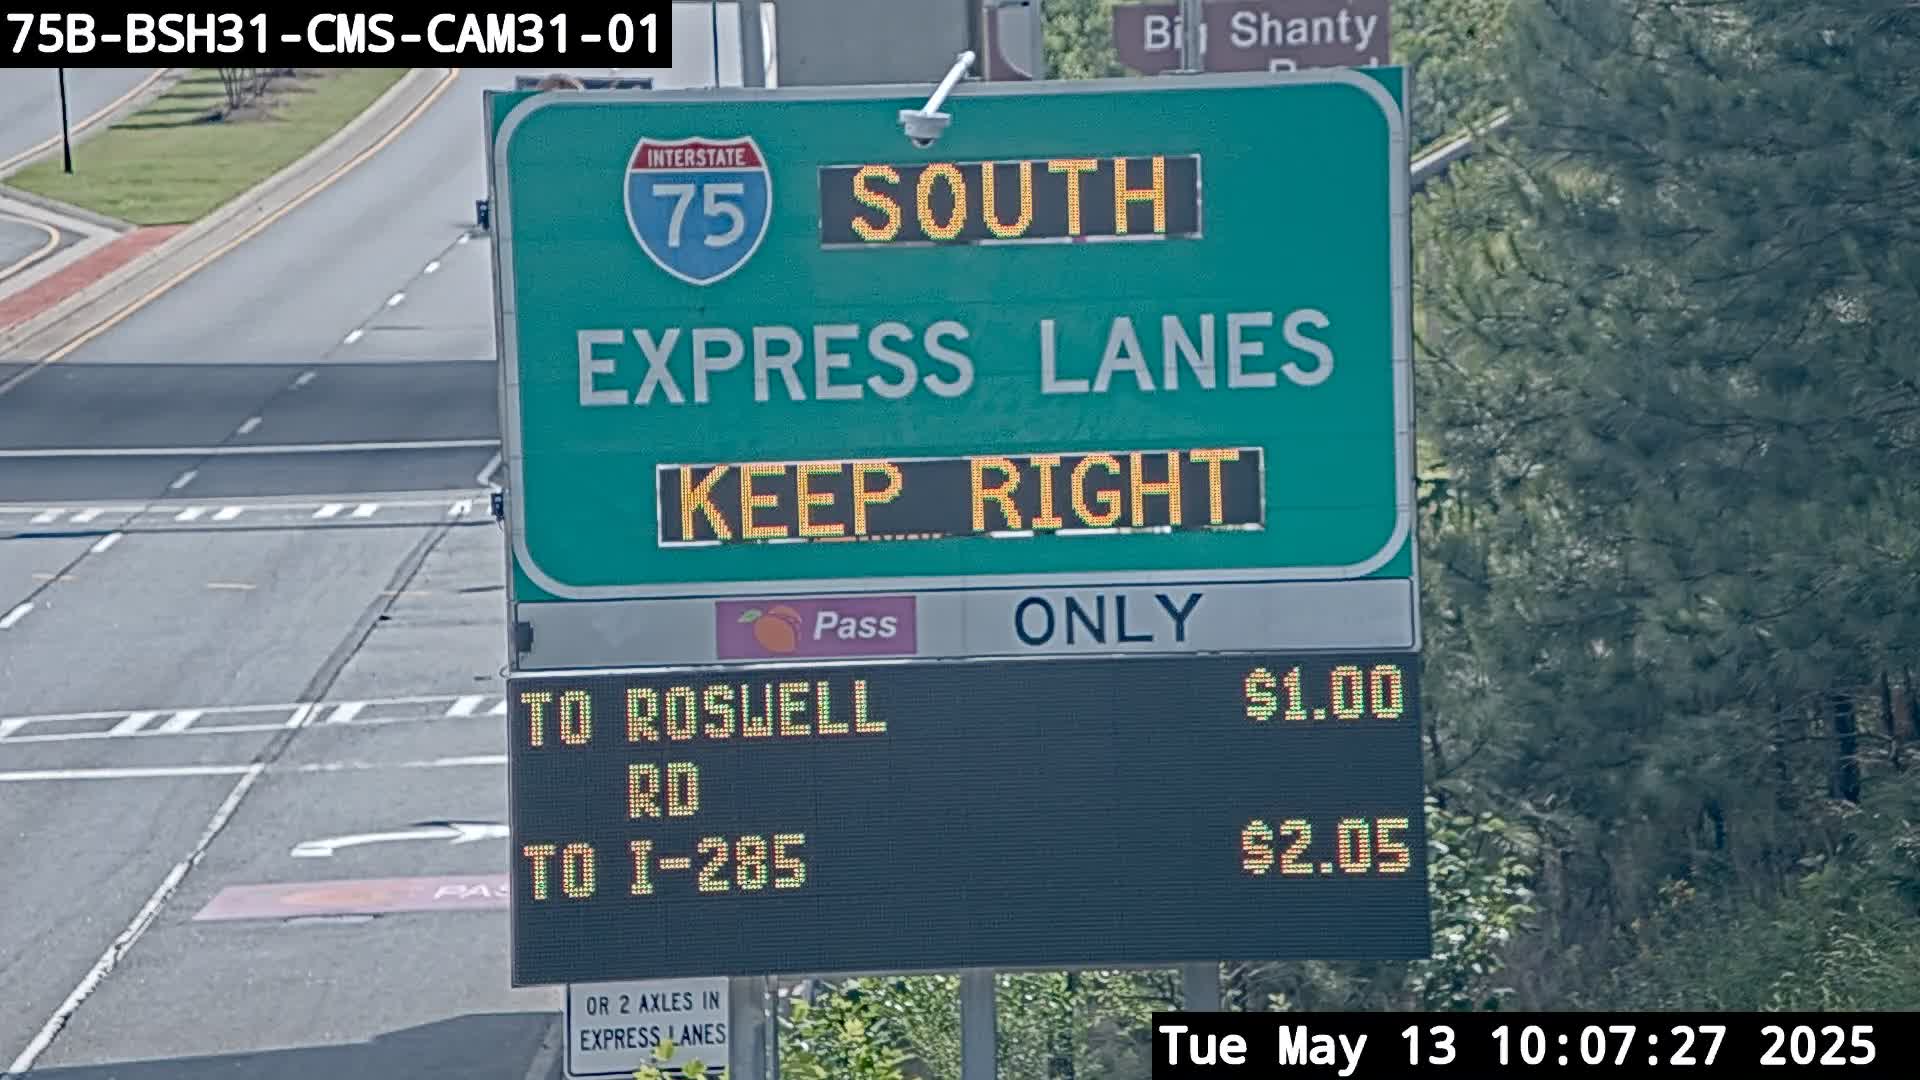 75B-BSH31-CMS-CAM31-01
Big Shanty
Road
INTERSTATE
75
SOUTH
EXPRESS LANES
KEEP RIGHT
Pass ONLY
TO ROSWELL $1.00
RD
TO I-285 $2.05
PAS
OR 2 AXLES IN
EXPRESS LANES
Tue May 13 10:07:27 2025